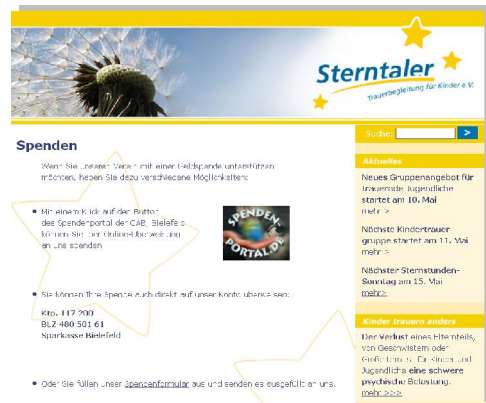 Sterntaler
Trauerbegleitung für Kinder e.V.
Suche:
>
Spenden
Wenn Sie unseren Verein mit einer Geldspende unterstützen
möchten, haben Sie dazu verschiedene Möglichkeiten:
Mit einem Klick auf den Button
des Spendenportal der CAB, Bielefeld
können Sie per Online-Überweisung
an uns spenden
SPENDEN
PORTAL.DE
Sie können Ihre Spende auch direkt auf unser Konto überweisen:
Kto. 117 200
BLZ 480 501 61
Sparkasse Bielefeld
Oder Sie füllen unser Spendenformular aus und senden es ausgefüllt an uns.
Aktuelles
Neues Gruppenangebot für
trauernde Jugendliche
startet am 10. Mai
mehr >
Nächste Kindertrauer
gruppe startet am 11. Mai
mehr >
Nächster Sternstunden-
Sonntag am 15. Mai
mehr>
Kinder trauern anders
Der Verlust eines Elternteils,
von Geschwistern oder
Großeltern ist für Kinder und
Jugendliche eine schwere
psychische Belastung.
mehr >>>